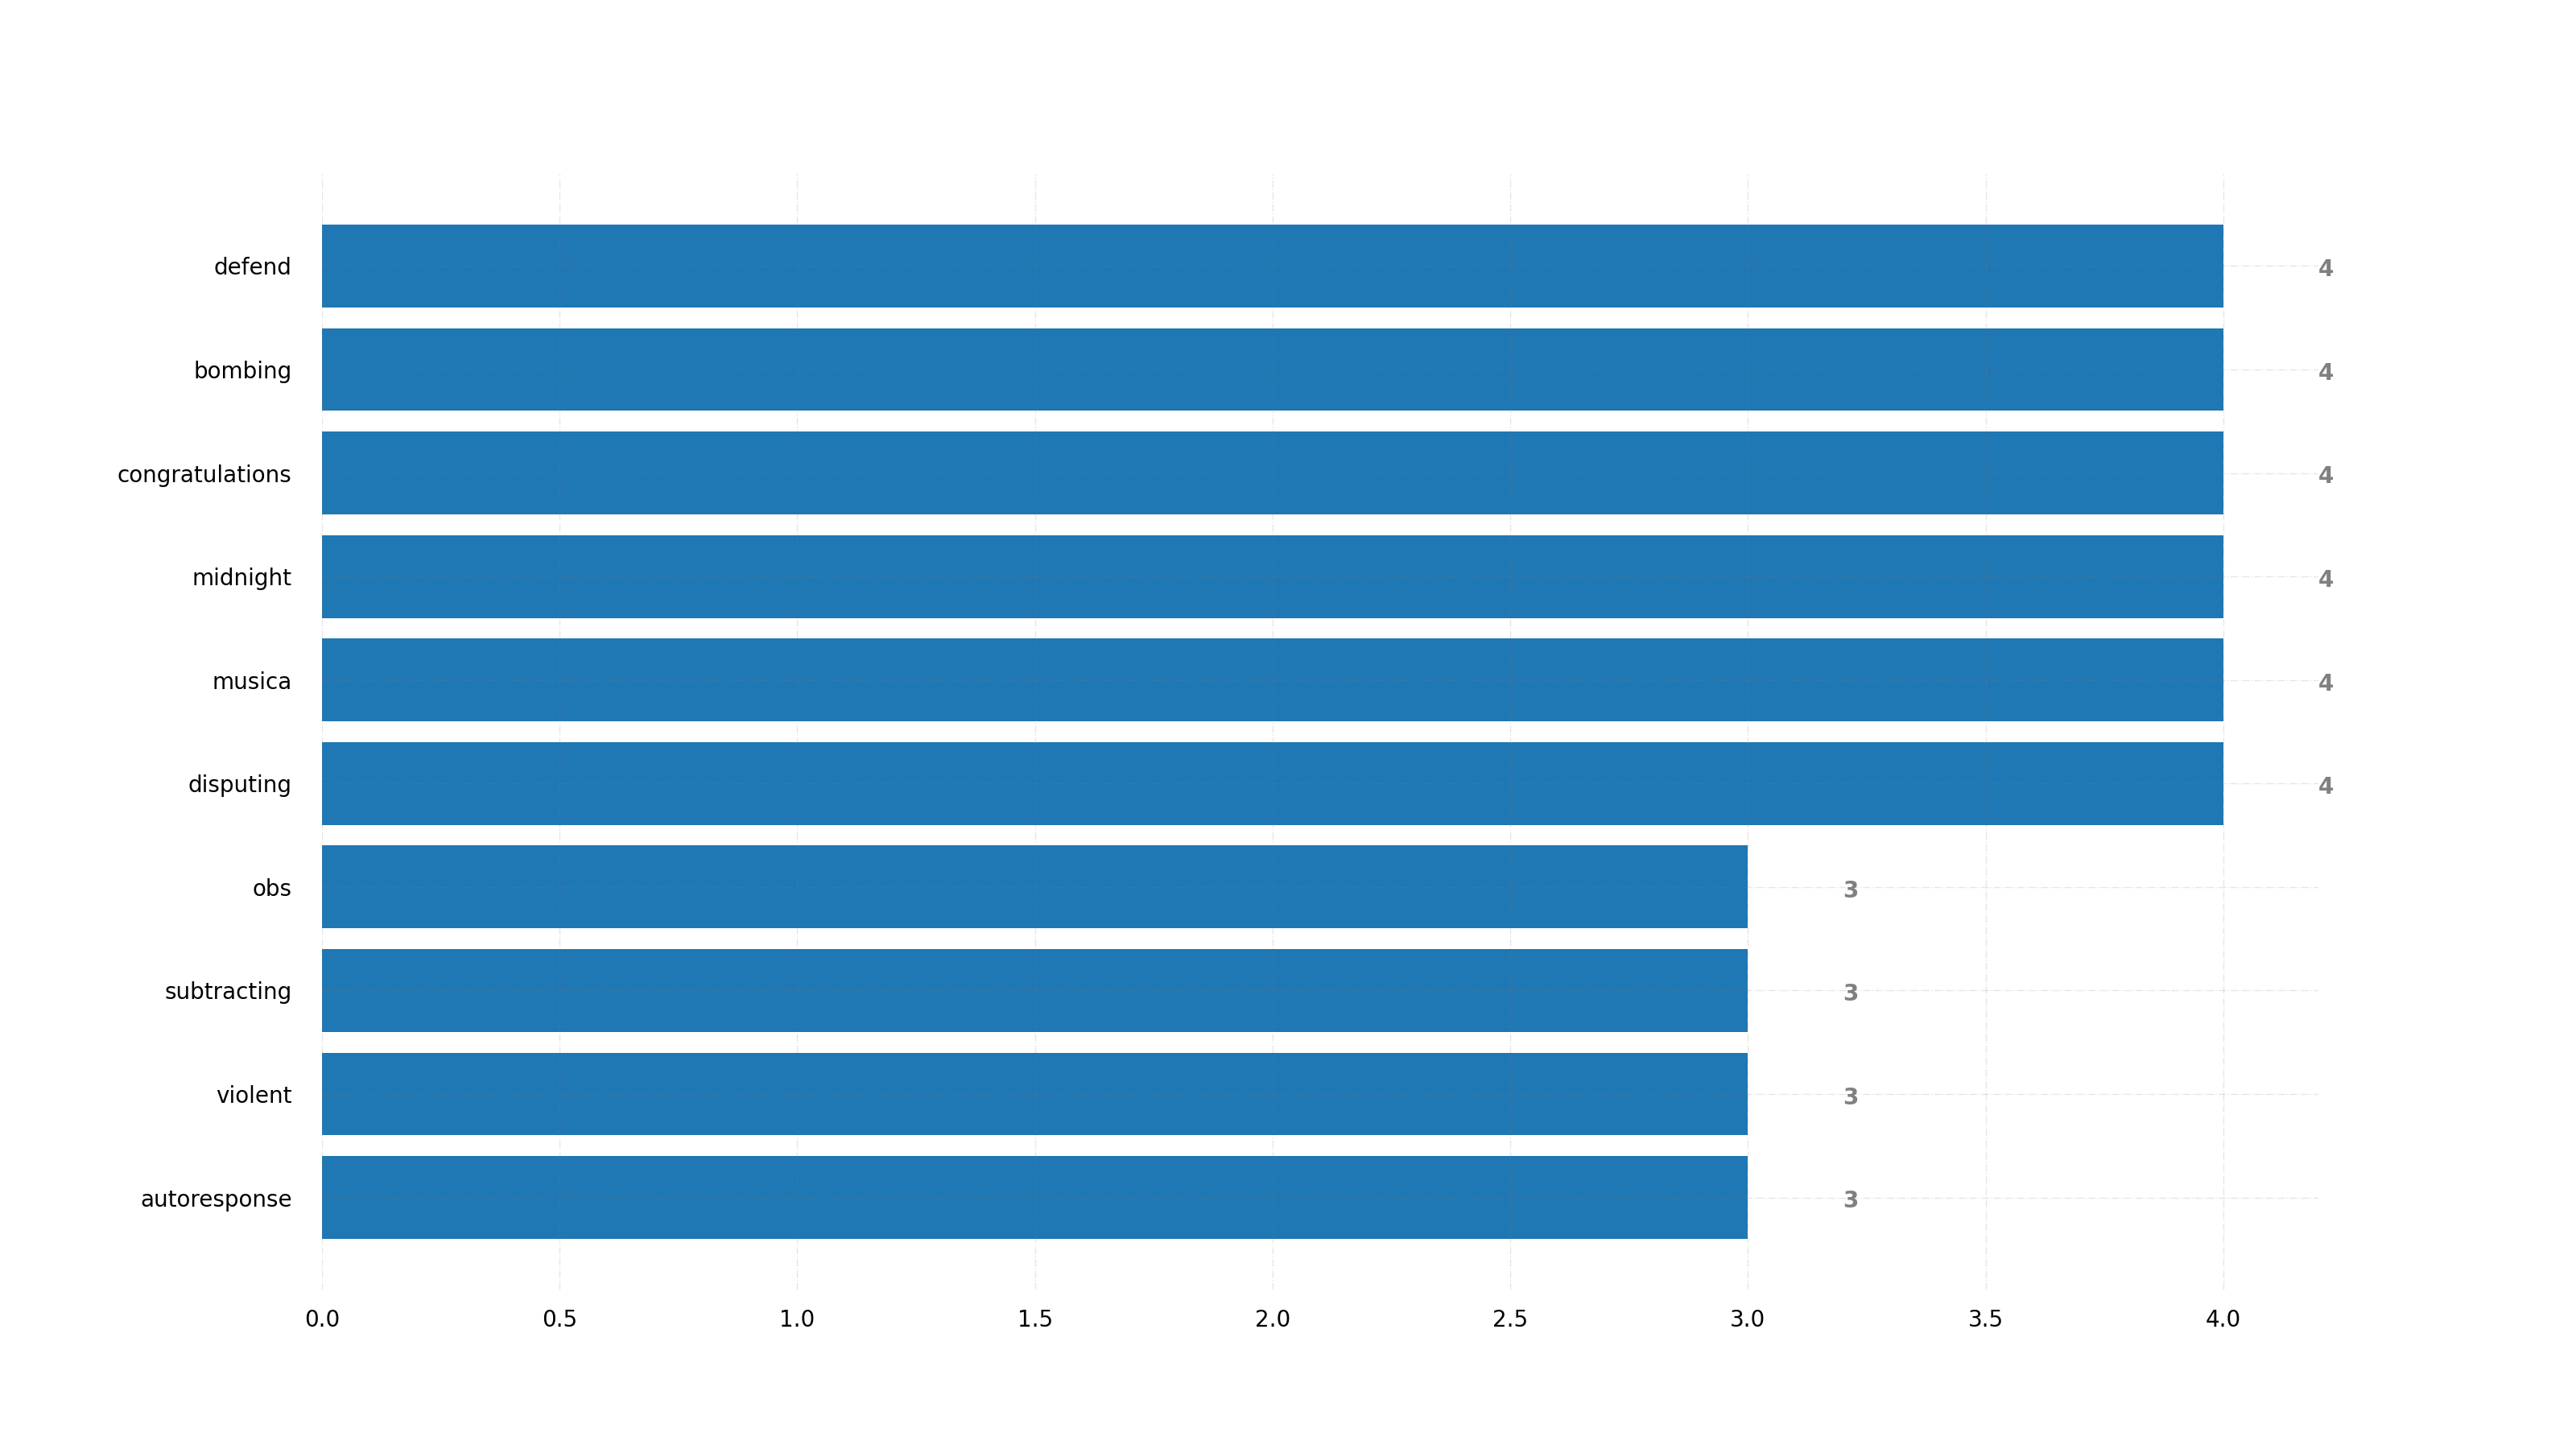 defend 4
bombing 4
congratulations 4
midnight 4
musica 4
disputing 4
obs 3
subtracting 3
violent 3
autoresponse 3
0.0 0.5 1.0 1.5 2.0 2.5 3.0 3.5 4.0